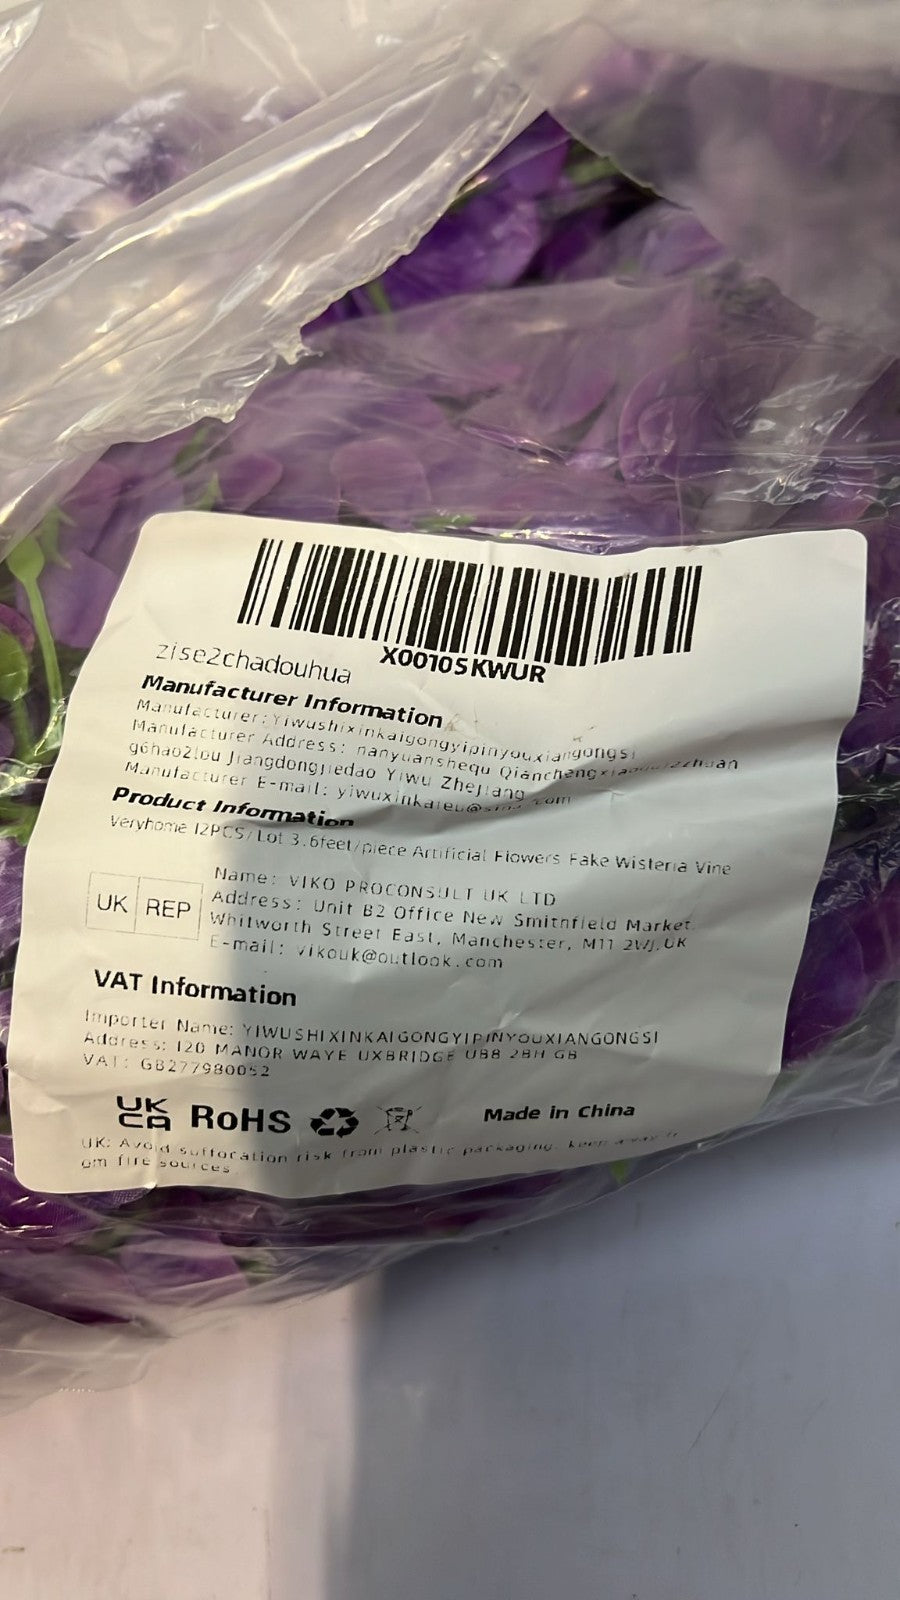 X0010SKWUR
zise2chadouhua
Manufacturer Information
Manufacturer:Yiwushixinkaigongyipinyouxiangongsi
Manufacturer Address: nanyuanshequ
g6hao2lou Jiangdongjiedao Yiwu Zhejiang
Manufacturer E-mail:
Product Information
Veryhome 12PCS/Lot 3.6feet/piece Artificial Flowers Fake Wisteria Vine
UK REP
Name: VIKO PROCONSULT UK LTD
Address: Unit B2 Office New Smithfield Market
Whitworth Street East, Manchester, M11 2WJ,UK
E-mail: vikouk@outlook.com
VAT Information
Importer Name: YIWUSHIXINKAIGONGYIPINYOUXIANGONGSI
Address: 120 MANOR WAYE UXBRIDGE UB8 2BH GB
VAT: GB277980052
UK
CA RoHS Made in China
UK: Avoid suffocation risk from plastic packaging, keep away fr
om fire sources